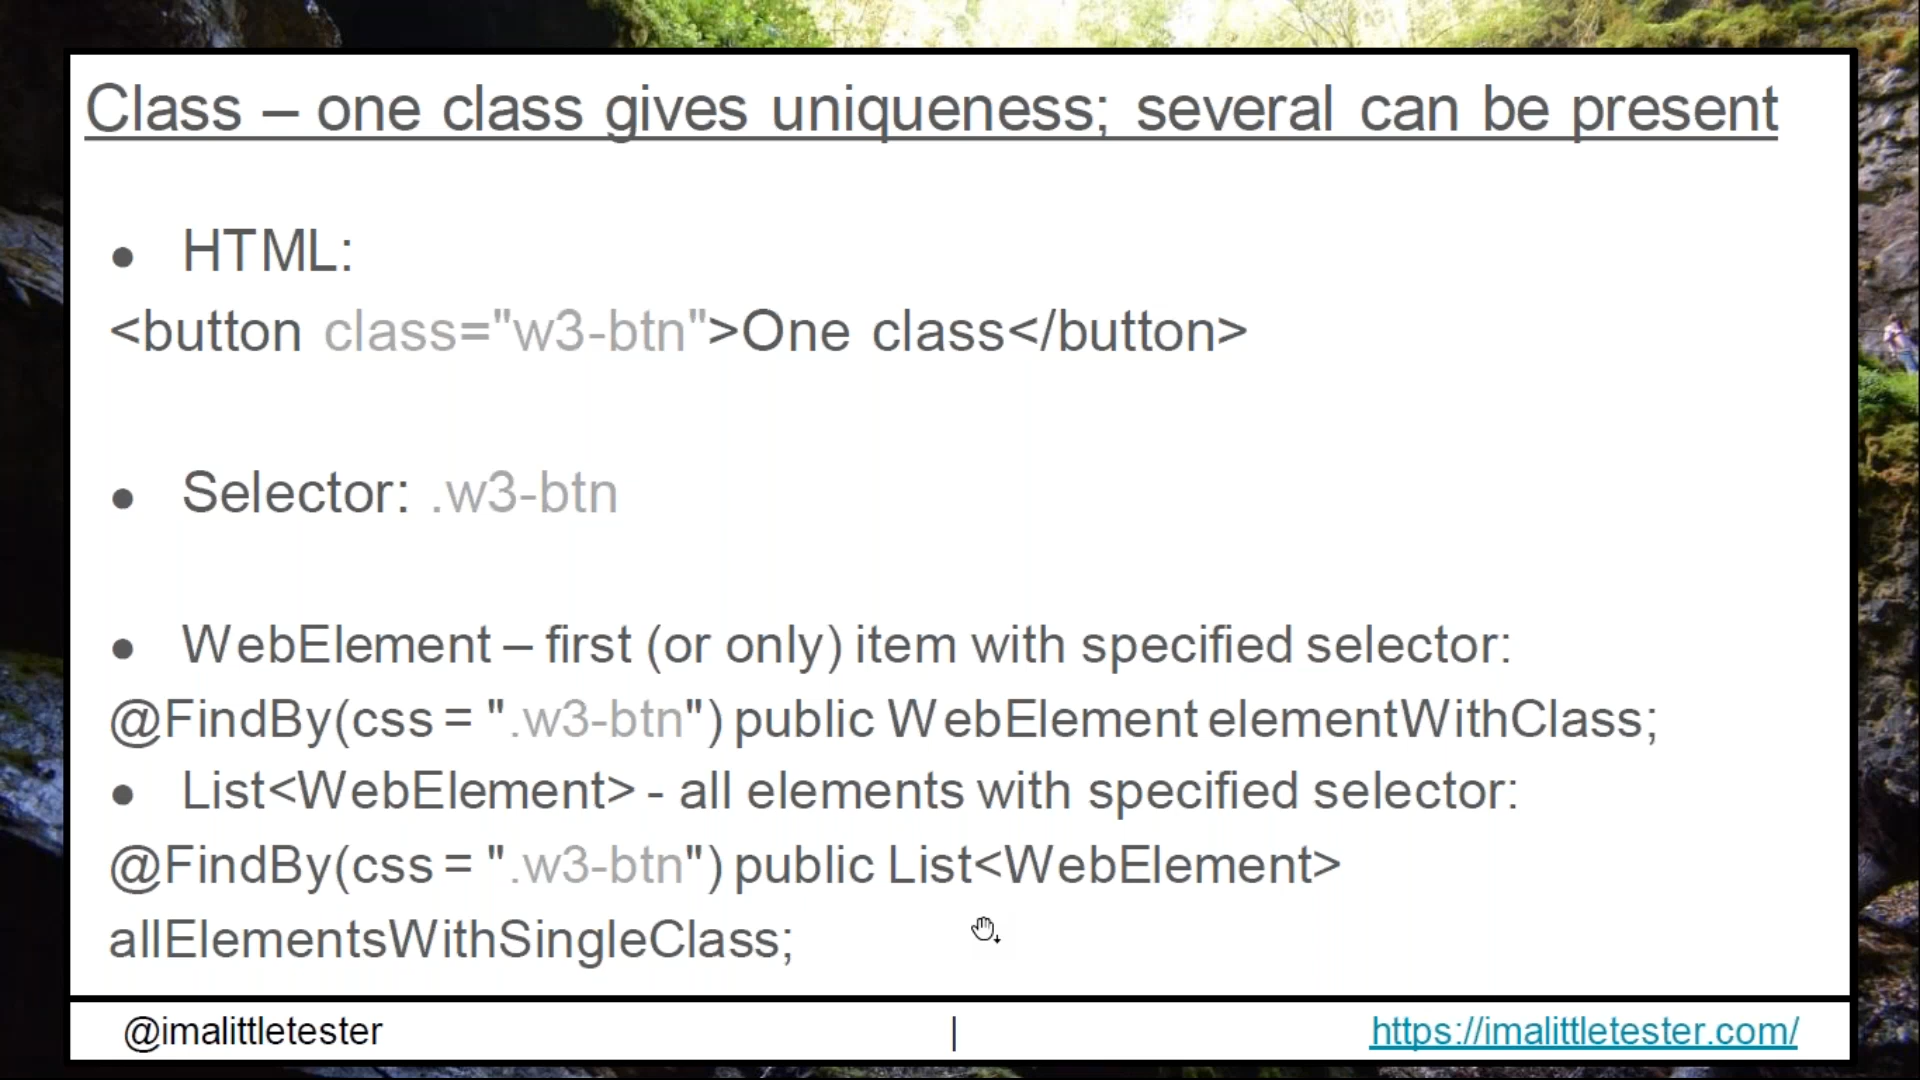 Class – one class gives uniqueness; several can be present
● HTML:
<button class="w3-btn">One class</button>
● Selector: .w3-btn
● WebElement – first (or only) item with specified selector:
@FindBy(css = ".w3-btn") public WebElement elementWithClass;
● List<WebElement> - all elements with specified selector:
@FindBy(css = ".w3-btn") public List<WebElement>
allElementsWithSingleClass;
@imalittletester | https://imalittletester.com/